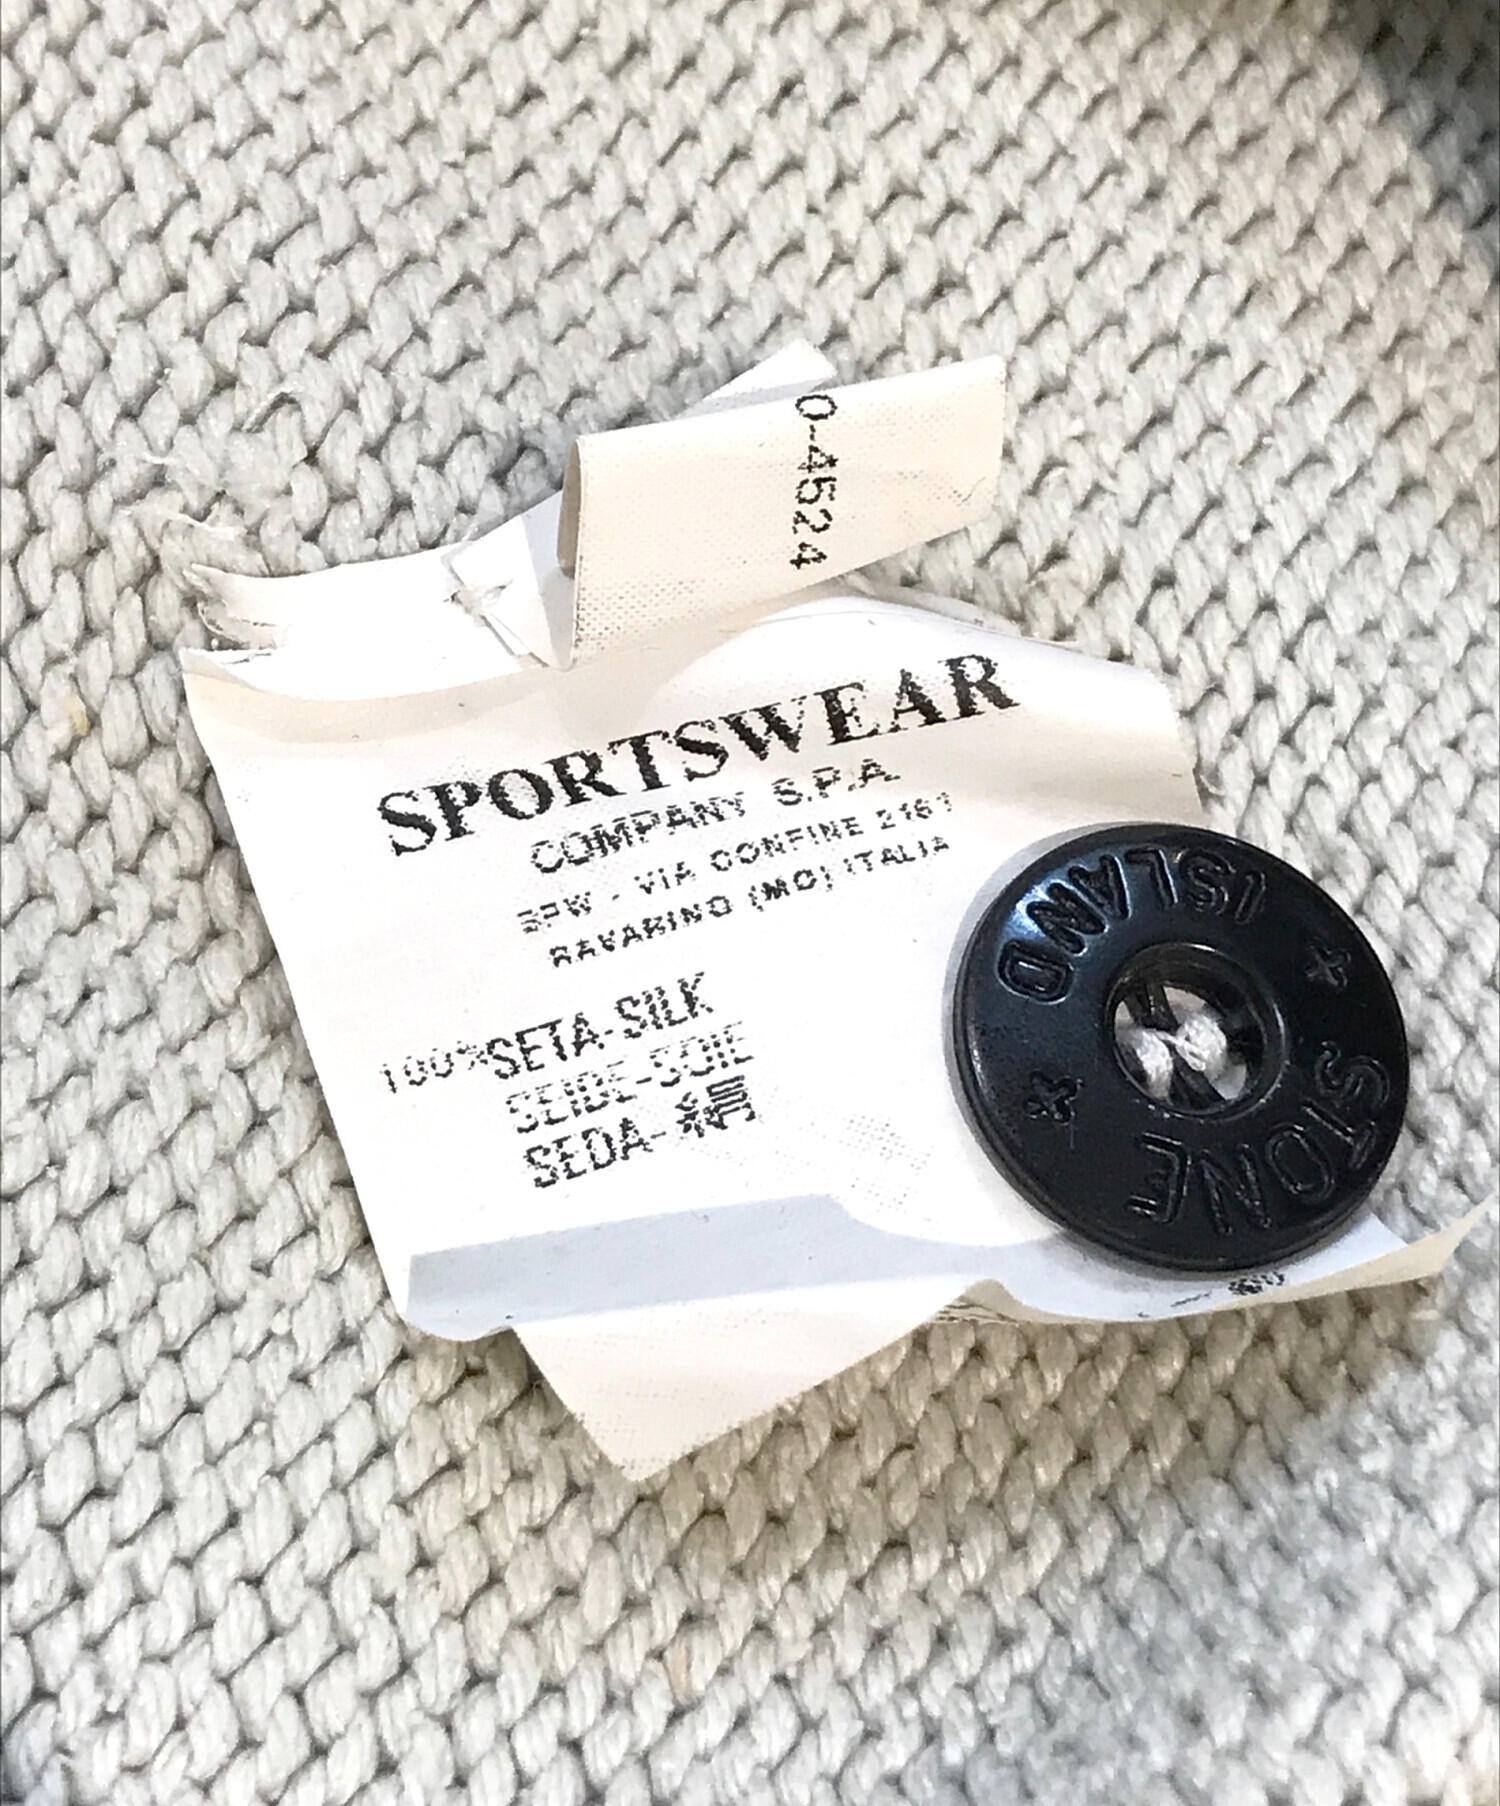 0-4524
SPORTSWEAR
COMPANY S.P.A.
SPW - VIA CONFINE 2161
RAVARINO (MO) ITALIA
100%SETA-SILK
SEIDE-SOIE
SEDA-絹
STONE
ISLAND